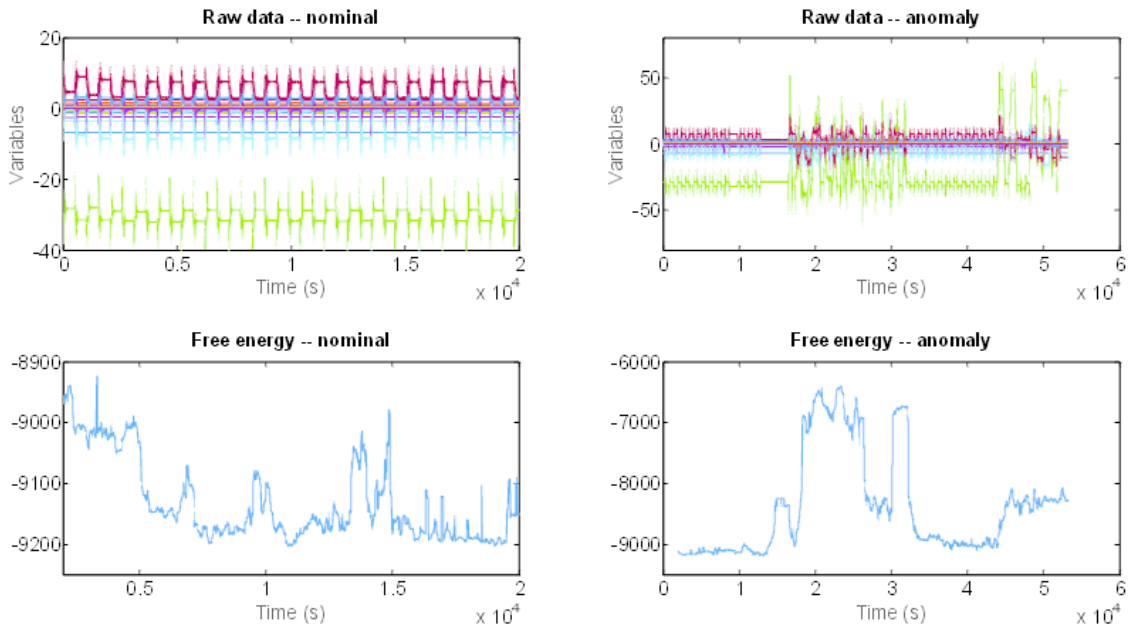 Raw data -- nominal
20
0
-20
-40
Variables
0
0.5
1
1.5
2
Time (s)
x 10^4
Raw data -- anomaly
50
0
-50
Variables
0
1
2
3
4
5
6
Time (s)
x 10^4
Free energy -- nominal
-8900
-9000
-9100
-9200
0.5
1
1.5
2
Time (s)
x 10^4
Free energy -- anomaly
-6000
-7000
-8000
-9000
0
1
2
3
4
5
6
Time (s)
x 10^4